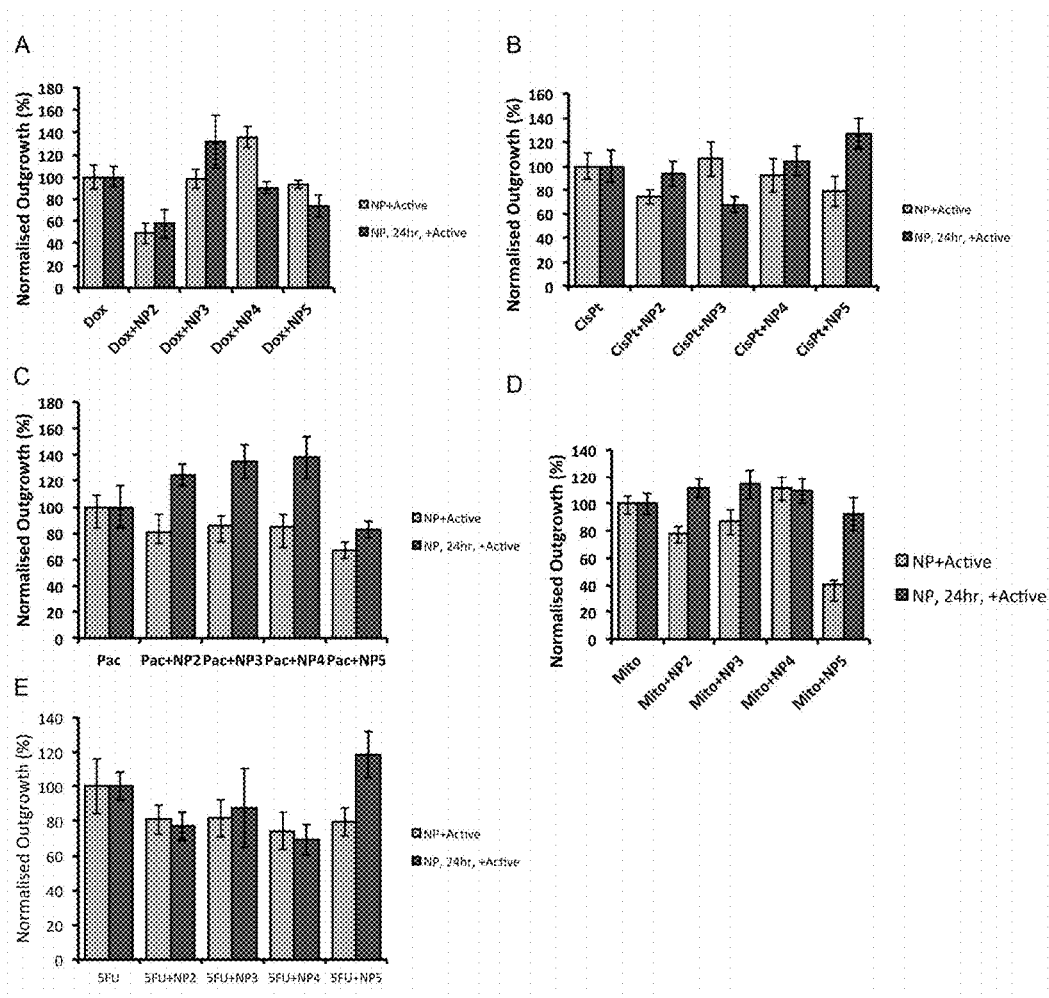 A
Normalised Outgrowth (%)
180
160
140
120
100
80
60
40
20
0
Dox
Dox+NP2
Dox+NP3
Dox+NP4
Dox+NP5
NP+Active
NP, 24hr, +Active
B
Normalised Outgrowth (%)
160
140
120
100
80
60
40
20
0
CisPt
CisPt+NP2
CisPt+NP3
CisPt+NP4
CisPt+NP5
NP+Active
NP, 24hr, +Active
C
Normalised Outgrowth (%)
180
160
140
120
100
80
60
40
20
0
Pac
Pac+NP2
Pac+NP3
Pac+NP4
Pac+NP5
NP+Active
NP, 24hr, +Active
D
Normalised Outgrowth (%)
140
120
100
80
60
40
20
0
Mito
Mito+NP2
Mito+NP3
Mito+NP4
Mito+NP5
NP+Active
NP, 24hr, +Active
E
Normalised Outgrowth (%)
140
120
100
80
60
40
20
0
5FU
5FU+NP2
5FU+NP3
5FU+NP4
5FU+NP5
NP+Active
NP, 24hr, +Active